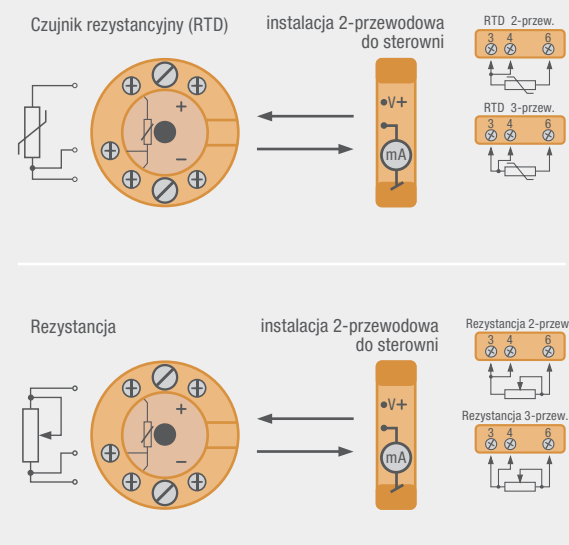 Czujnik rezystancyjny (RTD)
instalacja 2-przewodowa
do sterowni
RTD 2-przew.
3 4 6
+
−
V+
mA
RTD 3-przew.
3 4 6
Rezystancja
instalacja 2-przewodowa
do sterowni
Rezystancja 2-przew
3 4 6
+
−
V+
mA
Rezystancja 3-przew.
3 4 6